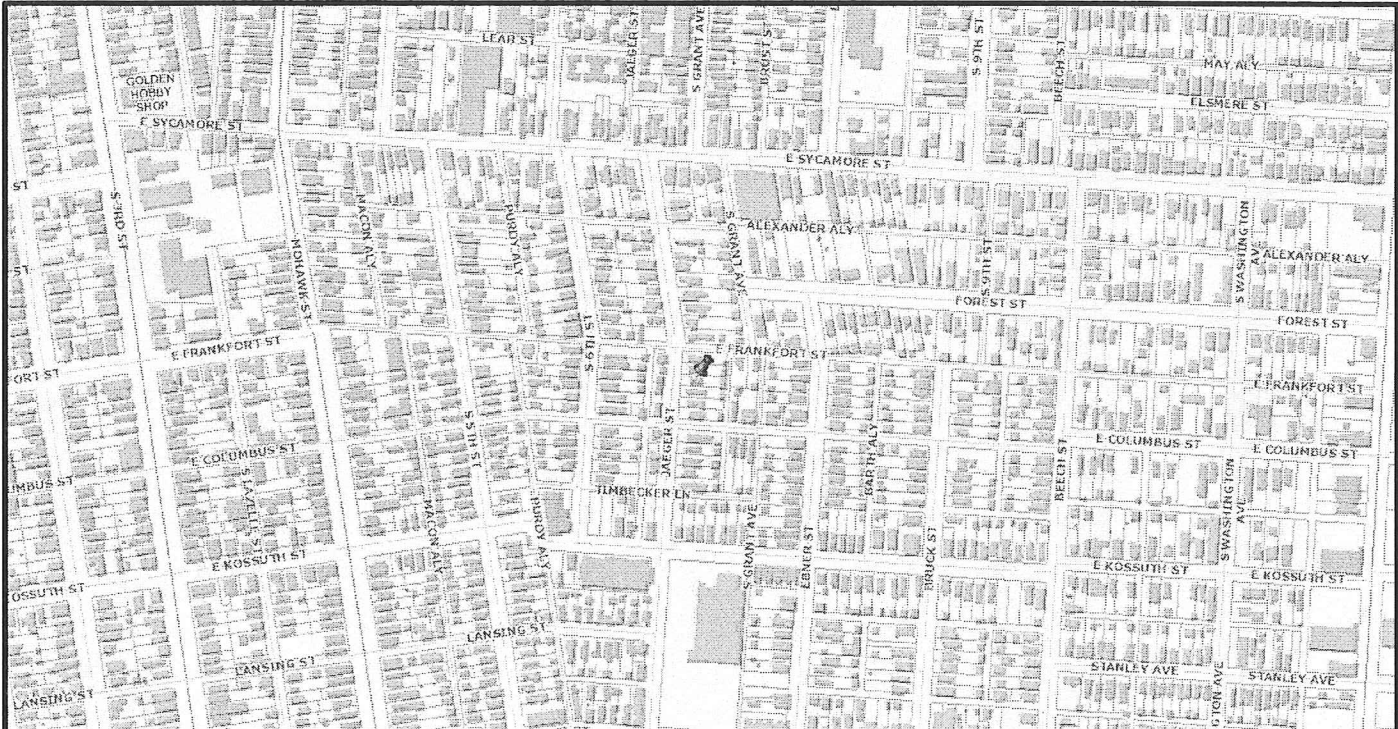 LEAR ST
JAEGER ST
S GRANT AVE
BRUST ST
S 9TH ST
BEECH ST
MAY ALY
ELSMERE ST
GOLDEN
HOBBY
SHOP
E SYCAMORE ST
E SYCAMORE ST
ST
S 3RD ST
MOHAWK ST
MACON ALY
PURDY ALY
S GRANT AVE
ALEXANDER ALY
S 9TH ST
S WASHINGTON
AV
ALEXANDER ALY
ST
FOREST ST
FOREST ST
S 6TH ST
E FRANKFORT ST
E FRANKFORT ST
E FRANKFORT ST
FORT ST
S 5TH ST
JAEGER ST
BARTH ALY
E COLUMBUS ST
E COLUMBUS ST
E COLUMBUS ST
UMBUS ST
S LAZELLE ST
MACON ALY
PURDY ALY
TIMBECKER LN
S GRANT AVE
EBNER ST
BRUCK ST
BEECH ST
S WASHINGTON
AVE
E KOSSUTH ST
E KOSSUTH ST
E KOSSUTH ST
OSSUTH ST
LANSING ST
LANSING ST
LANSING ST
STANLEY AVE
STANLEY AVE
GTON AVE